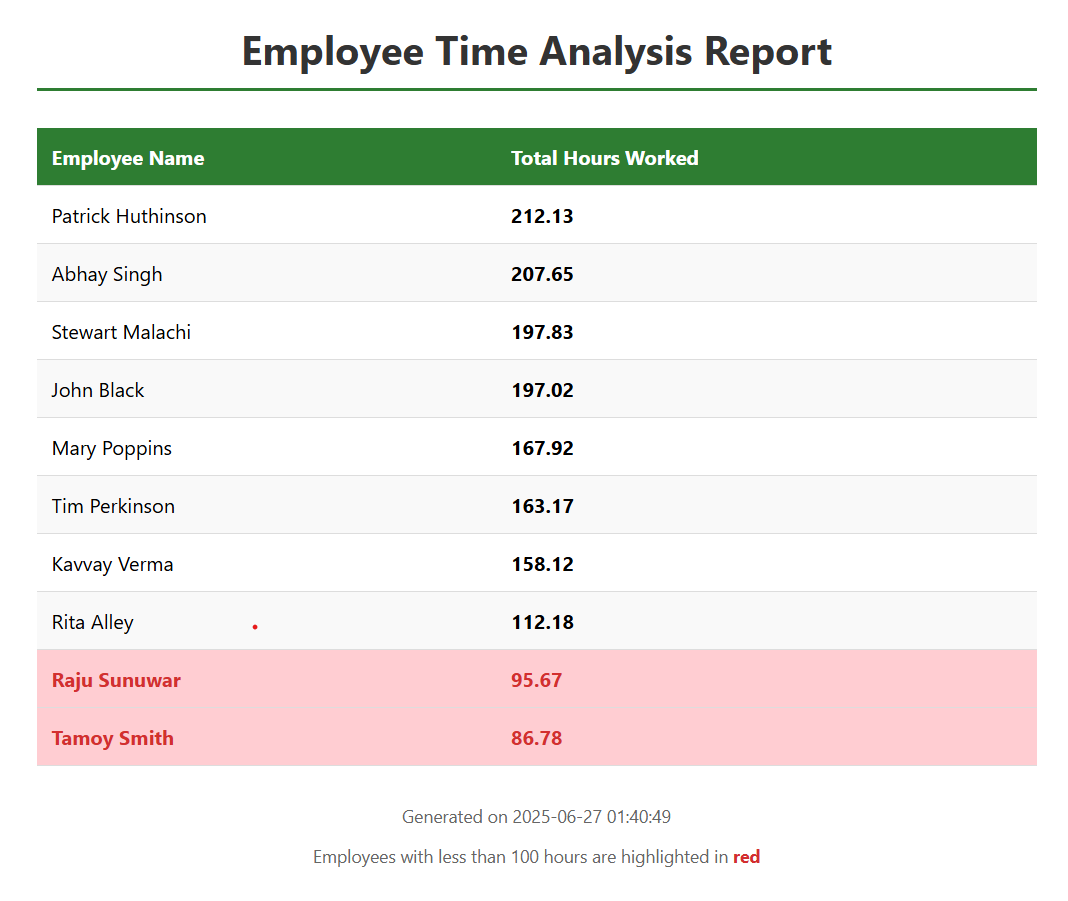 Employee Time Analysis Report
Employee Name Total Hours Worked
Patrick Huthinson 212.13
Abhay Singh 207.65
Stewart Malachi 197.83
John Black 197.02
Mary Poppins 167.92
Tim Perkinson 163.17
Kavvay Verma 158.12
Rita Alley 112.18
Raju Sunuwar 95.67
Tamoy Smith 86.78
Generated on 2025-06-27 01:40:49
Employees with less than 100 hours are highlighted in red